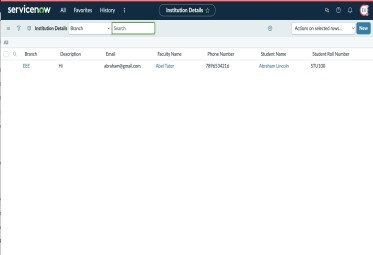 servicenow All Favorites History Institution Details
Institution Details Branch Search Actions on selected rows... New
All
Branch Description Email Faculty Name Phone Number Student Name Student Roll Number
EEE Hi abraham@gmail.com Abel Tuter 7896534216 Abraham Lincoln STU100